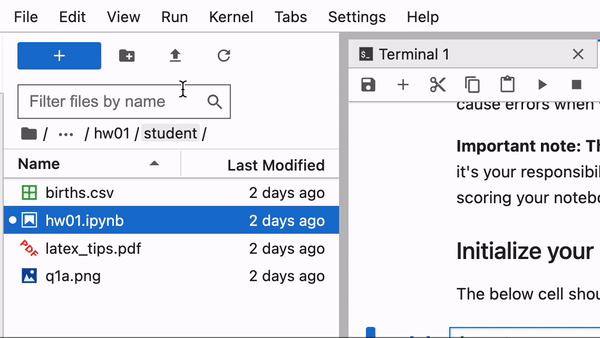 File Edit View Run Kernel Tabs Settings Help
+
Terminal 1
Filter files by name
/ ... / hw01 / student /
Name Last Modified
births.csv 2 days ago
hw01.ipynb 2 days ago
latex_tips.pdf 2 days ago
q1a.png 2 days ago
cause errors when
Important note: Th
it's your responsibil
scoring your notebo
Initialize your
The below cell shou